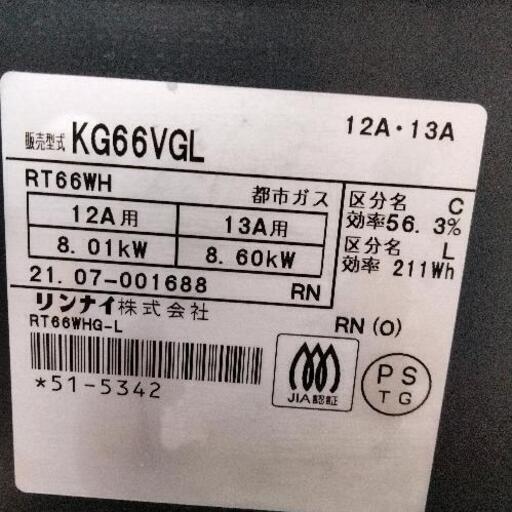 12A・13A
販売型式 KG66VGL
RT66WH 都市ガス
12A用 13A用
8.01kW 8.60kW
21.07-001688 RN
区分名 C
効率56.3%
区分名 L
効率 211Wh
リンナイ株式会社
RT66WHG-L
RN(O)
*51-5342
JIA認証
PS
TG